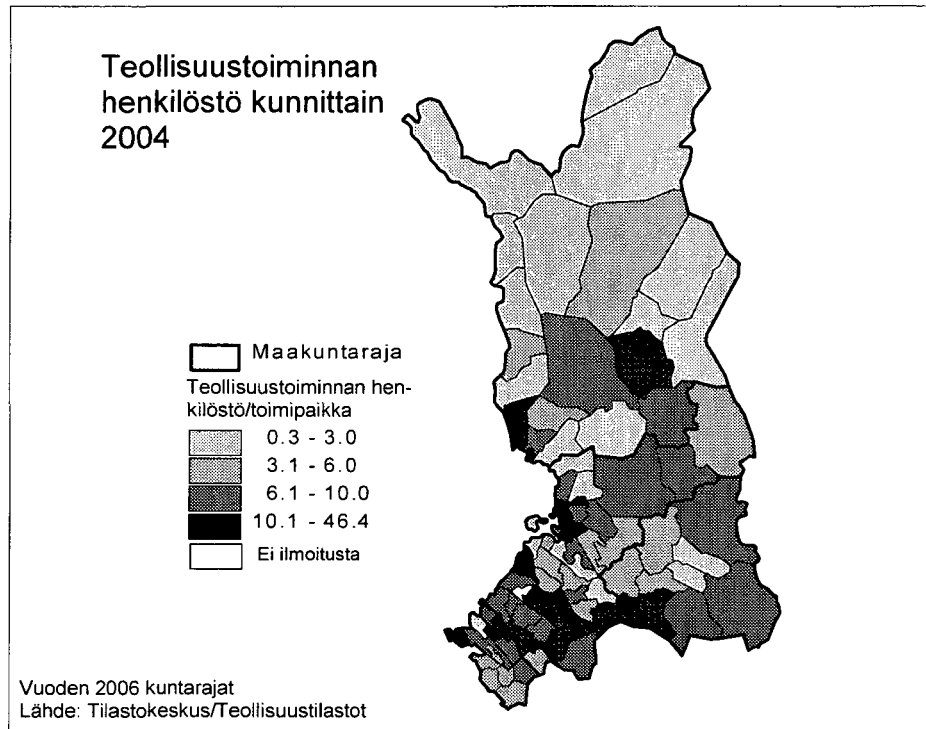 Teollisuustoiminnan
henkilöstö kunnittain
2004
Maakuntaraja
Teollisuustoiminnan hen-
kilöstö/toimipaikka
0.3 - 3.0
3.1 - 6.0
6.1 - 10.0
10.1 - 46.4
Ei ilmoitusta
Vuoden 2006 kuntarajat
Lähde: Tilastokeskus/Teollisuustilastot